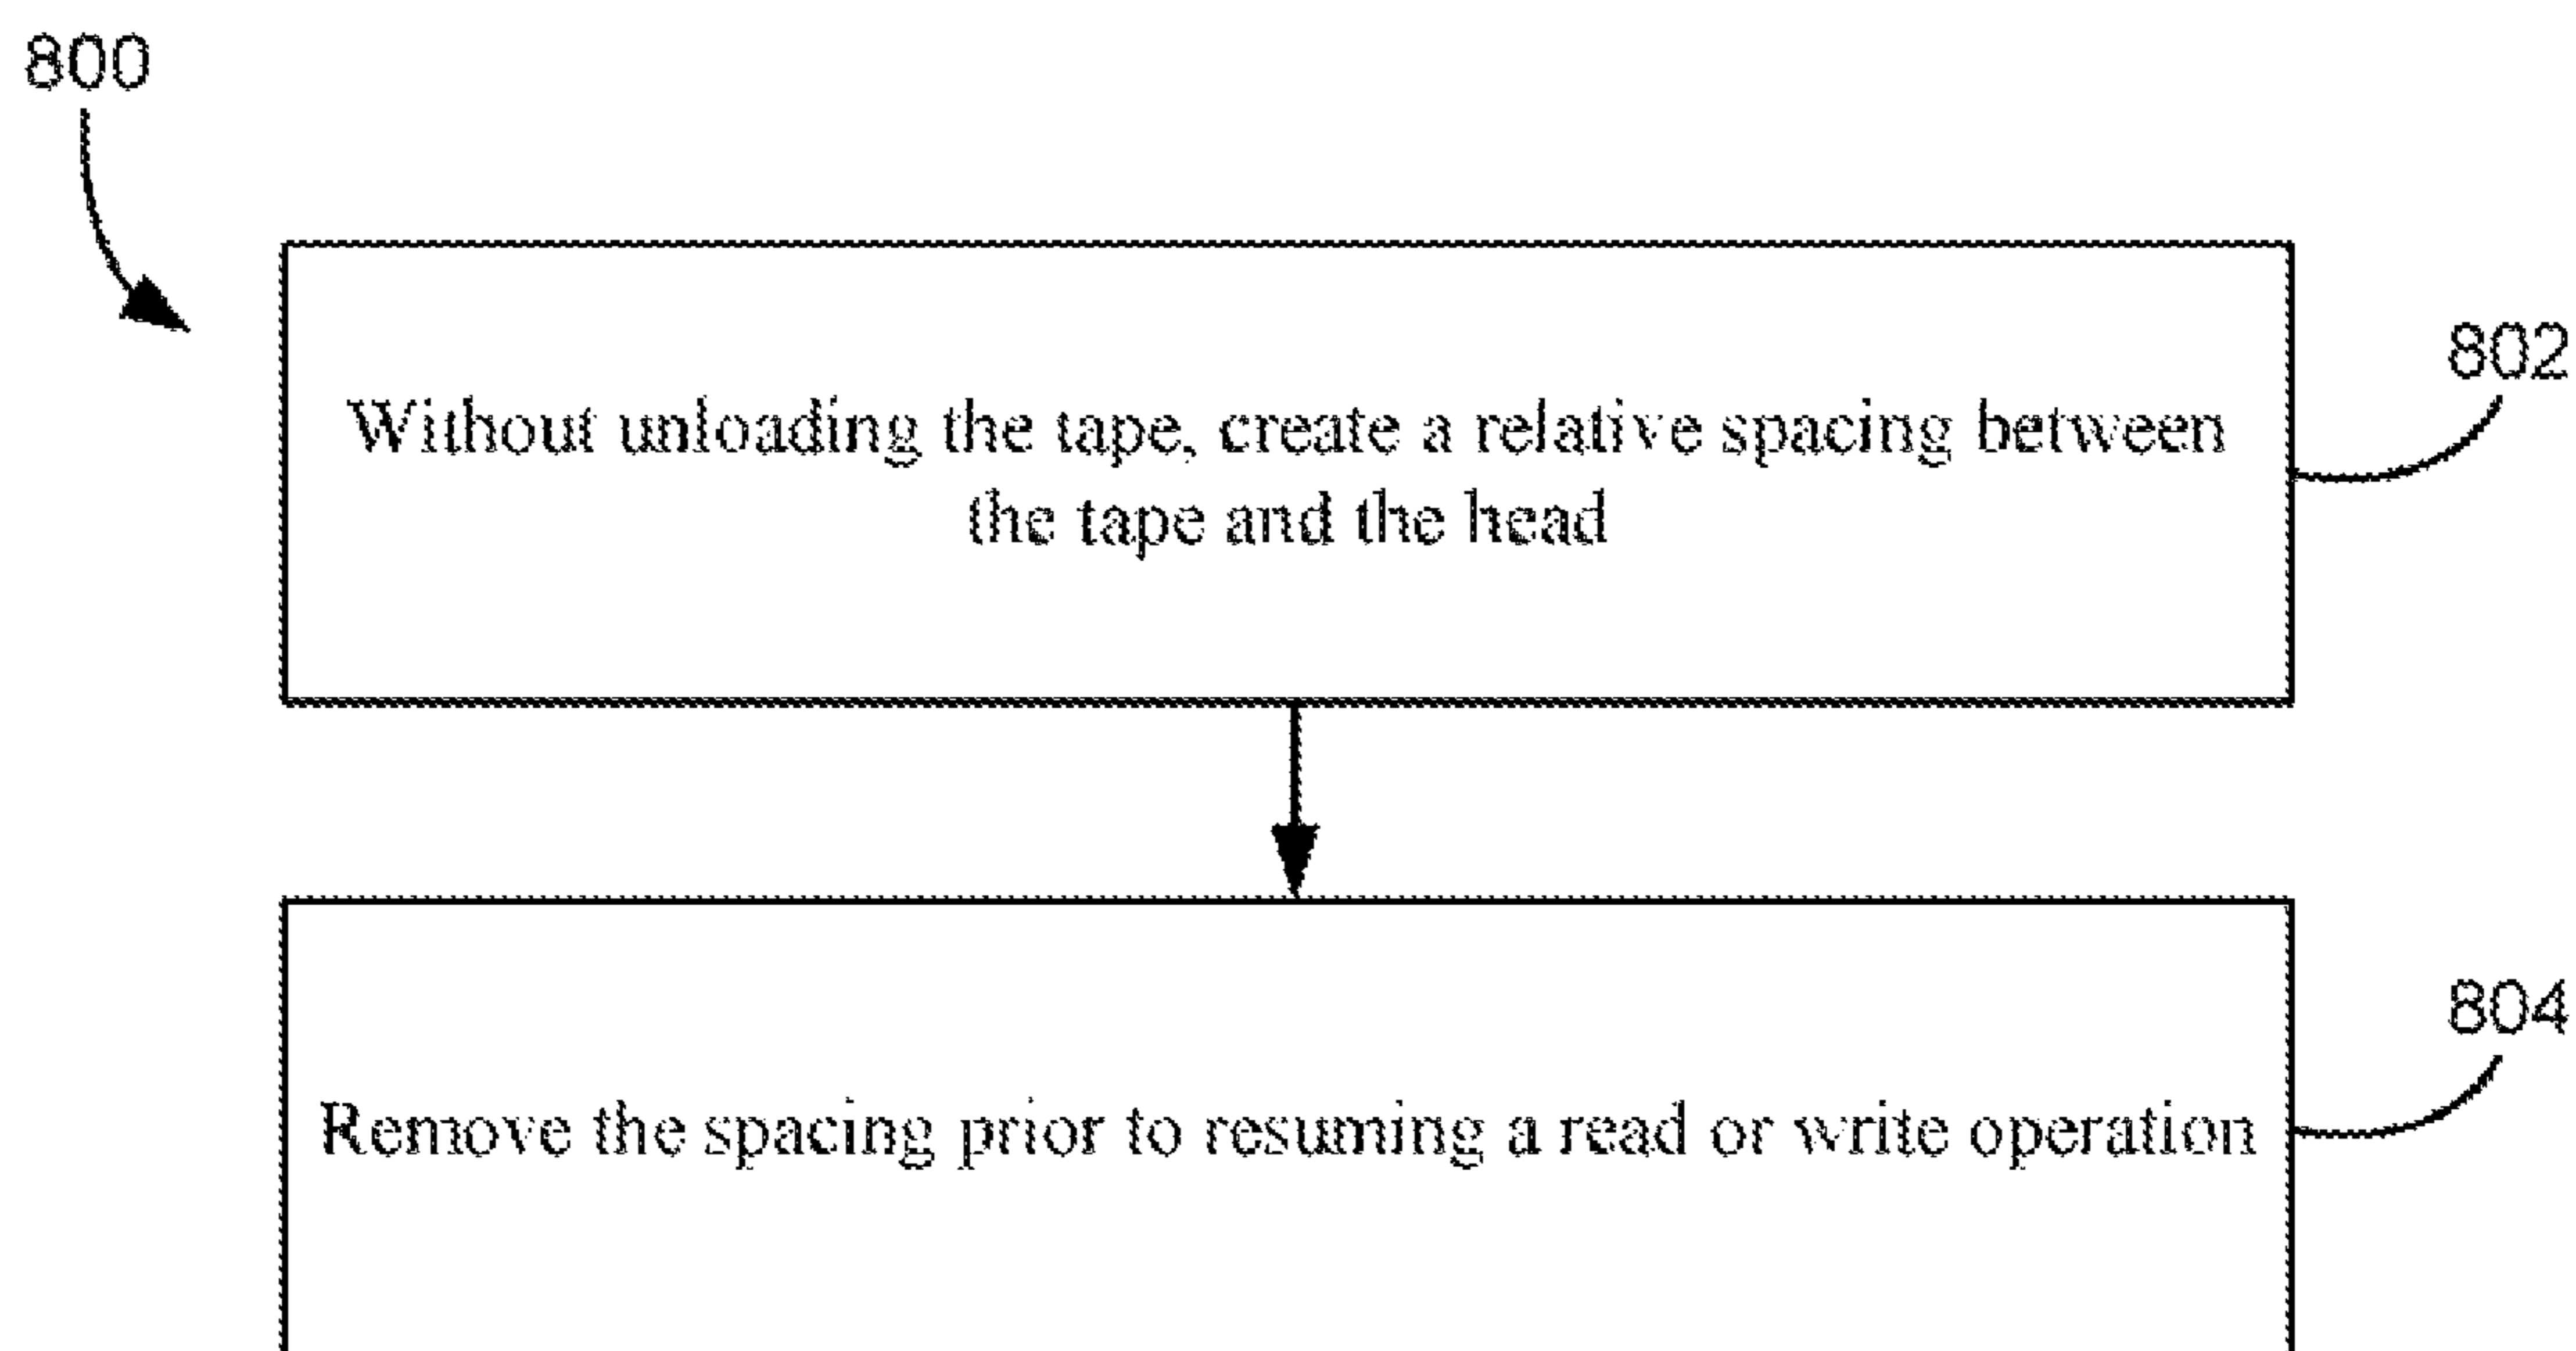 800
802
Without unloading the tape, create a relative spacing between
the tape and the head
804
Remove the spacing prior to resuming a read or write operation